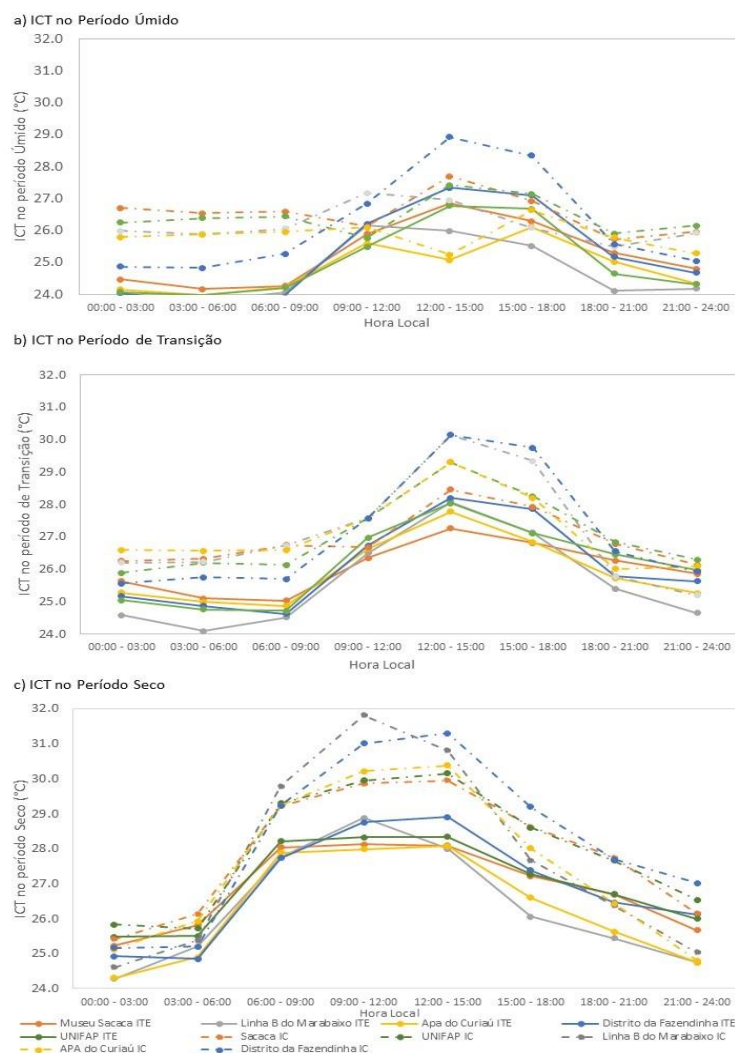 a) ICT no Período Úmido
32.0
31.0
30.0
29.0
28.0
27.0
26.0
25.0
24.0
ICT no período Úmido (°C)
00:00 - 03:00 03:00 - 06:00 06:00 - 09:00 09:00 - 12:00 12:00 - 15:00 15:00 - 18:00 18:00 - 21:00 21:00 - 24:00
Hora Local
b) ICT no Período de Transição
32.0
31.0
30.0
29.0
28.0
27.0
26.0
25.0
24.0
ICT no periodo de Transição (°C)
00:00 - 03:00 03:00 - 06:00 06:00 - 09:00 09:00 - 12:00 12:00 - 15:00 15:00 - 18:00 18:00 - 21:00 21:00 - 24:00
Hora Local
c) ICT no Período Seco
32.0
31.0
30.0
29.0
28.0
27.0
26.0
25.0
24.0
ICT no período Seco (°C)
00:00 - 03:00 03:00 - 06:00 06:00 - 09:00 09:00 - 12:00 12:00 - 15:00 15:00 - 18:00 18:00 - 21:00 21:00 - 24:00
Hora Local
Museu Sacaca ITE Linha B do Marabaixo ITE Apa do Curiaú ITE Distrito da Fazendinha ITE
UNIFAP ITE Sacaca IC UNIFAP IC Linha B do Marabaixo IC
APA do Curiaú IC Distrito da Fazendinha IC